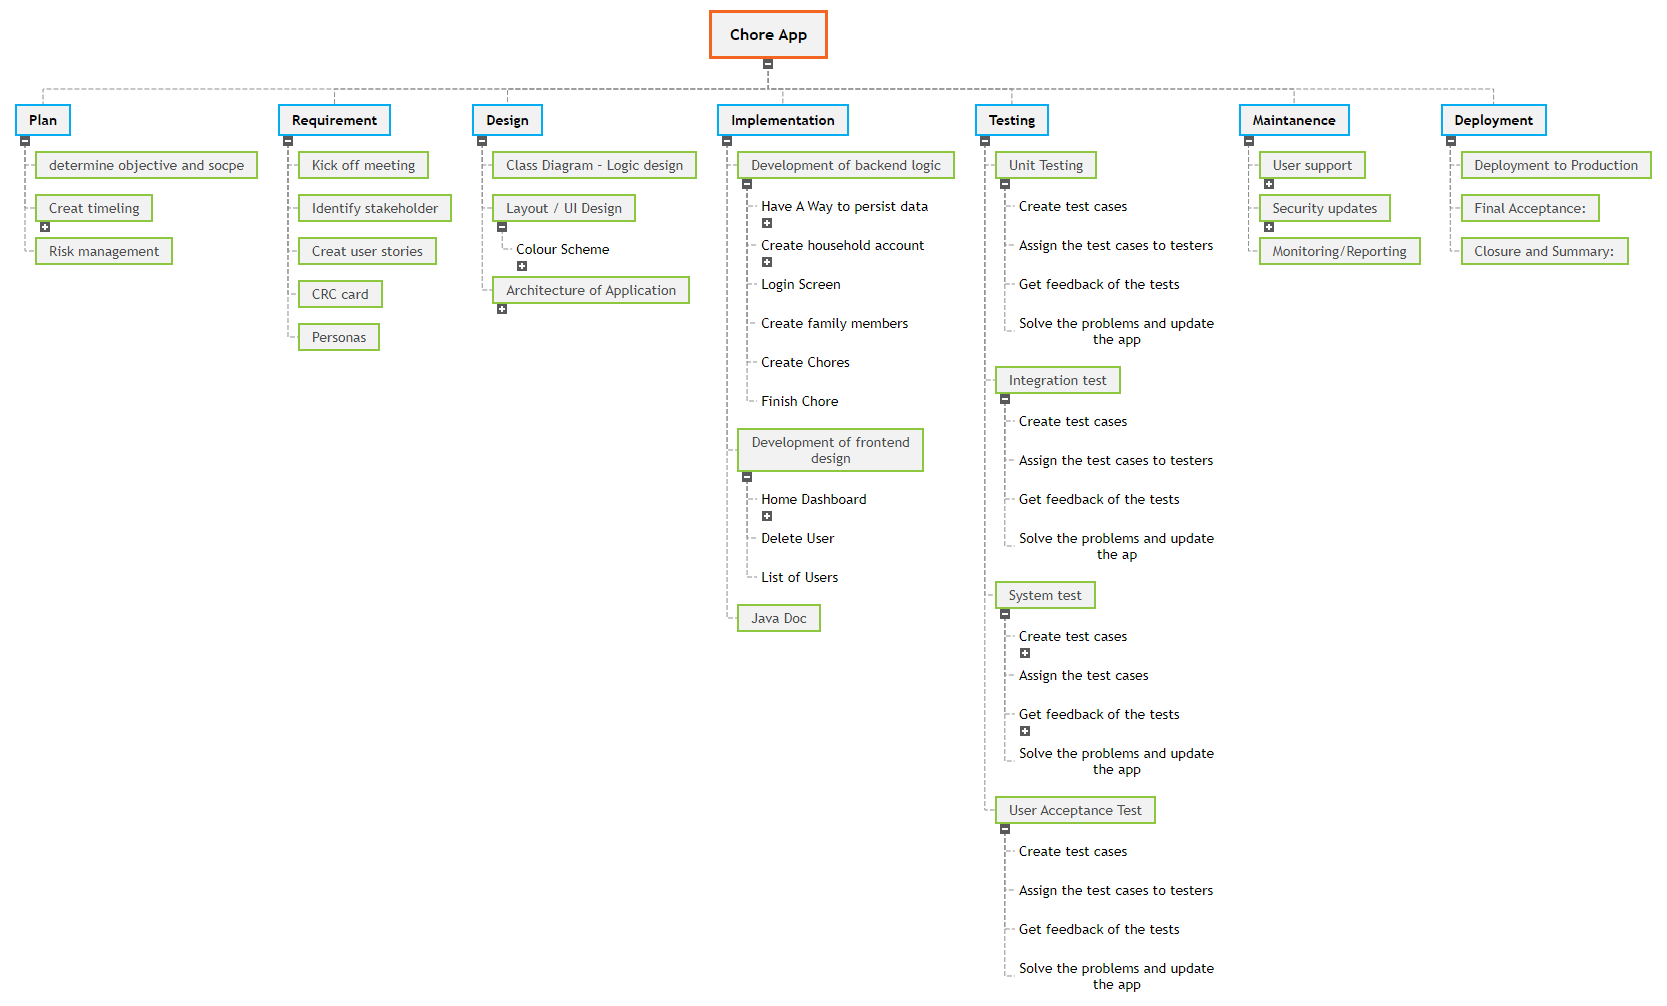 Chore App
Plan
determine objective and socpe
Creat timeling
Risk management
Requirement
Kick off meeting
Identify stakeholder
Creat user stories
CRC card
Personas
Design
Class Diagram - Logic design
Layout / UI Design
Colour Scheme
Architecture of Application
Implementation
Development of backend logic
Have A Way to persist data
Create household account
Login Screen
Create family members
Create Chores
Finish Chore
Development of frontend
design
Home Dashboard
Delete User
List of Users
Java Doc
Testing
Unit Testing
Create test cases
Assign the test cases to testers
Get feedback of the tests
Solve the problems and update
the app
Integration test
Create test cases
Assign the test cases to testers
Get feedback of the tests
Solve the problems and update
the ap
System test
Create test cases
Assign the test cases
Get feedback of the tests
Solve the problems and update
the app
User Acceptance Test
Create test cases
Assign the test cases to testers
Get feedback of the tests
Solve the problems and update
the app
Maintanence
User support
Security updates
Monitoring/Reporting
Deployment
Deployment to Production
Final Acceptance:
Closure and Summary: